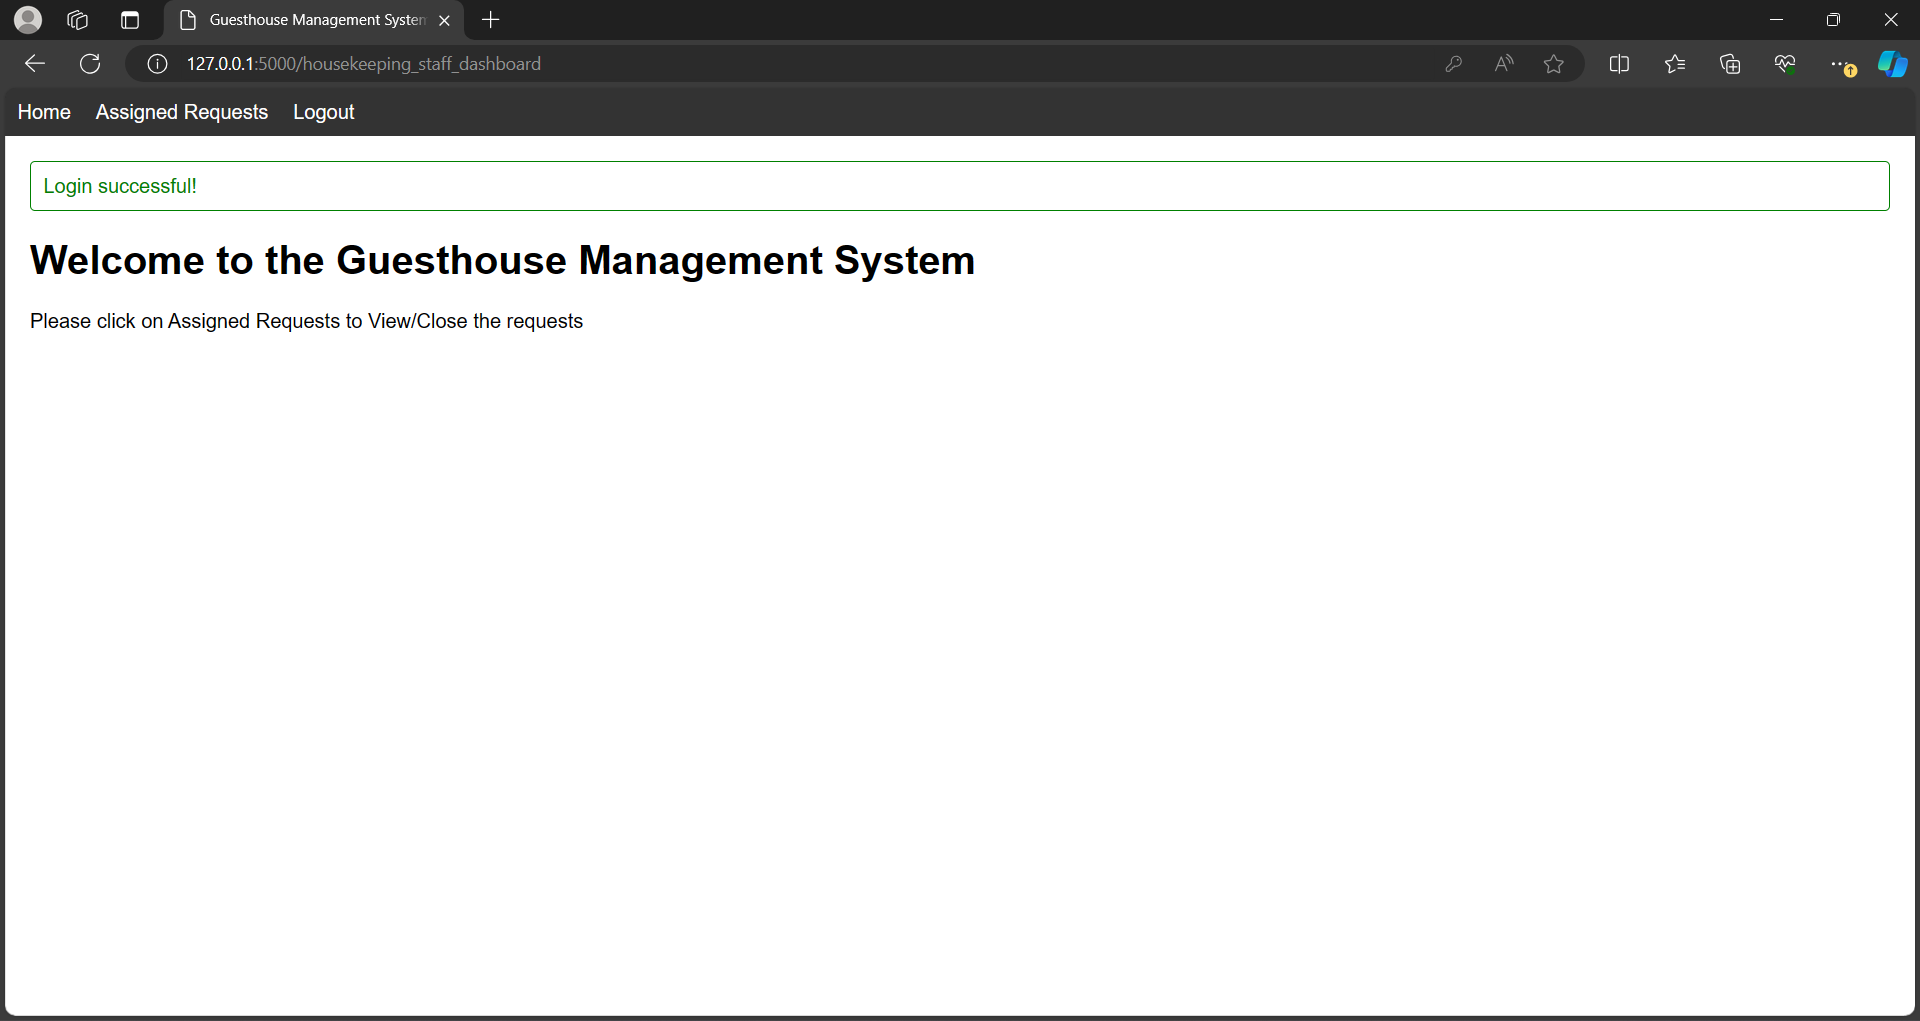 Guesthouse Management System
127.0.0.1:5000/housekeeping_staff_dashboard
Home Assigned Requests Logout
Login successful!
Welcome to the Guesthouse Management System
Please click on Assigned Requests to View/Close the requests